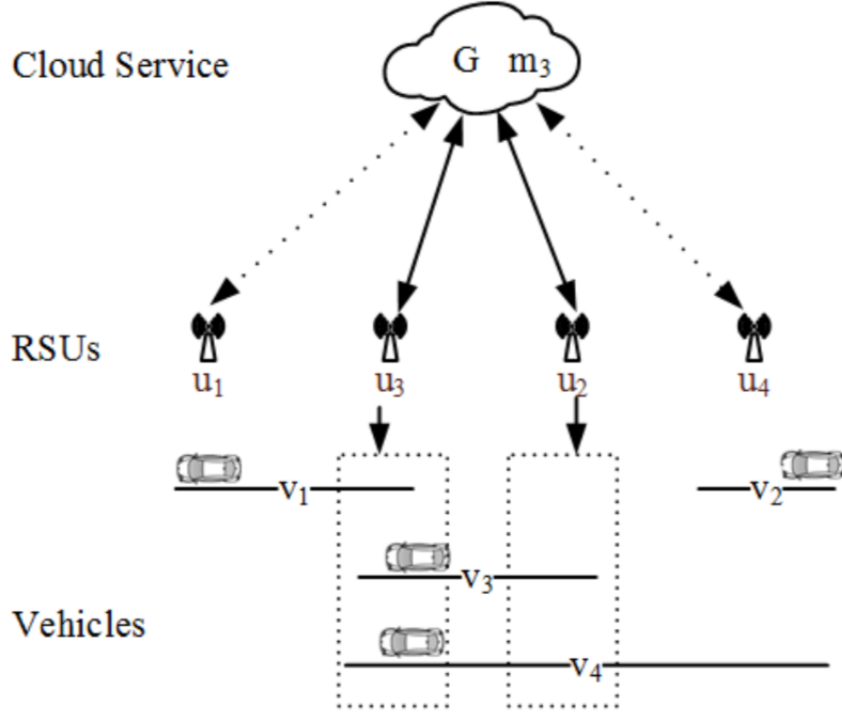 Cloud Service
G m₃
RSUs
u₁ u₃ u₂ u₄
v₁ v₂
v₃
Vehicles
v₄